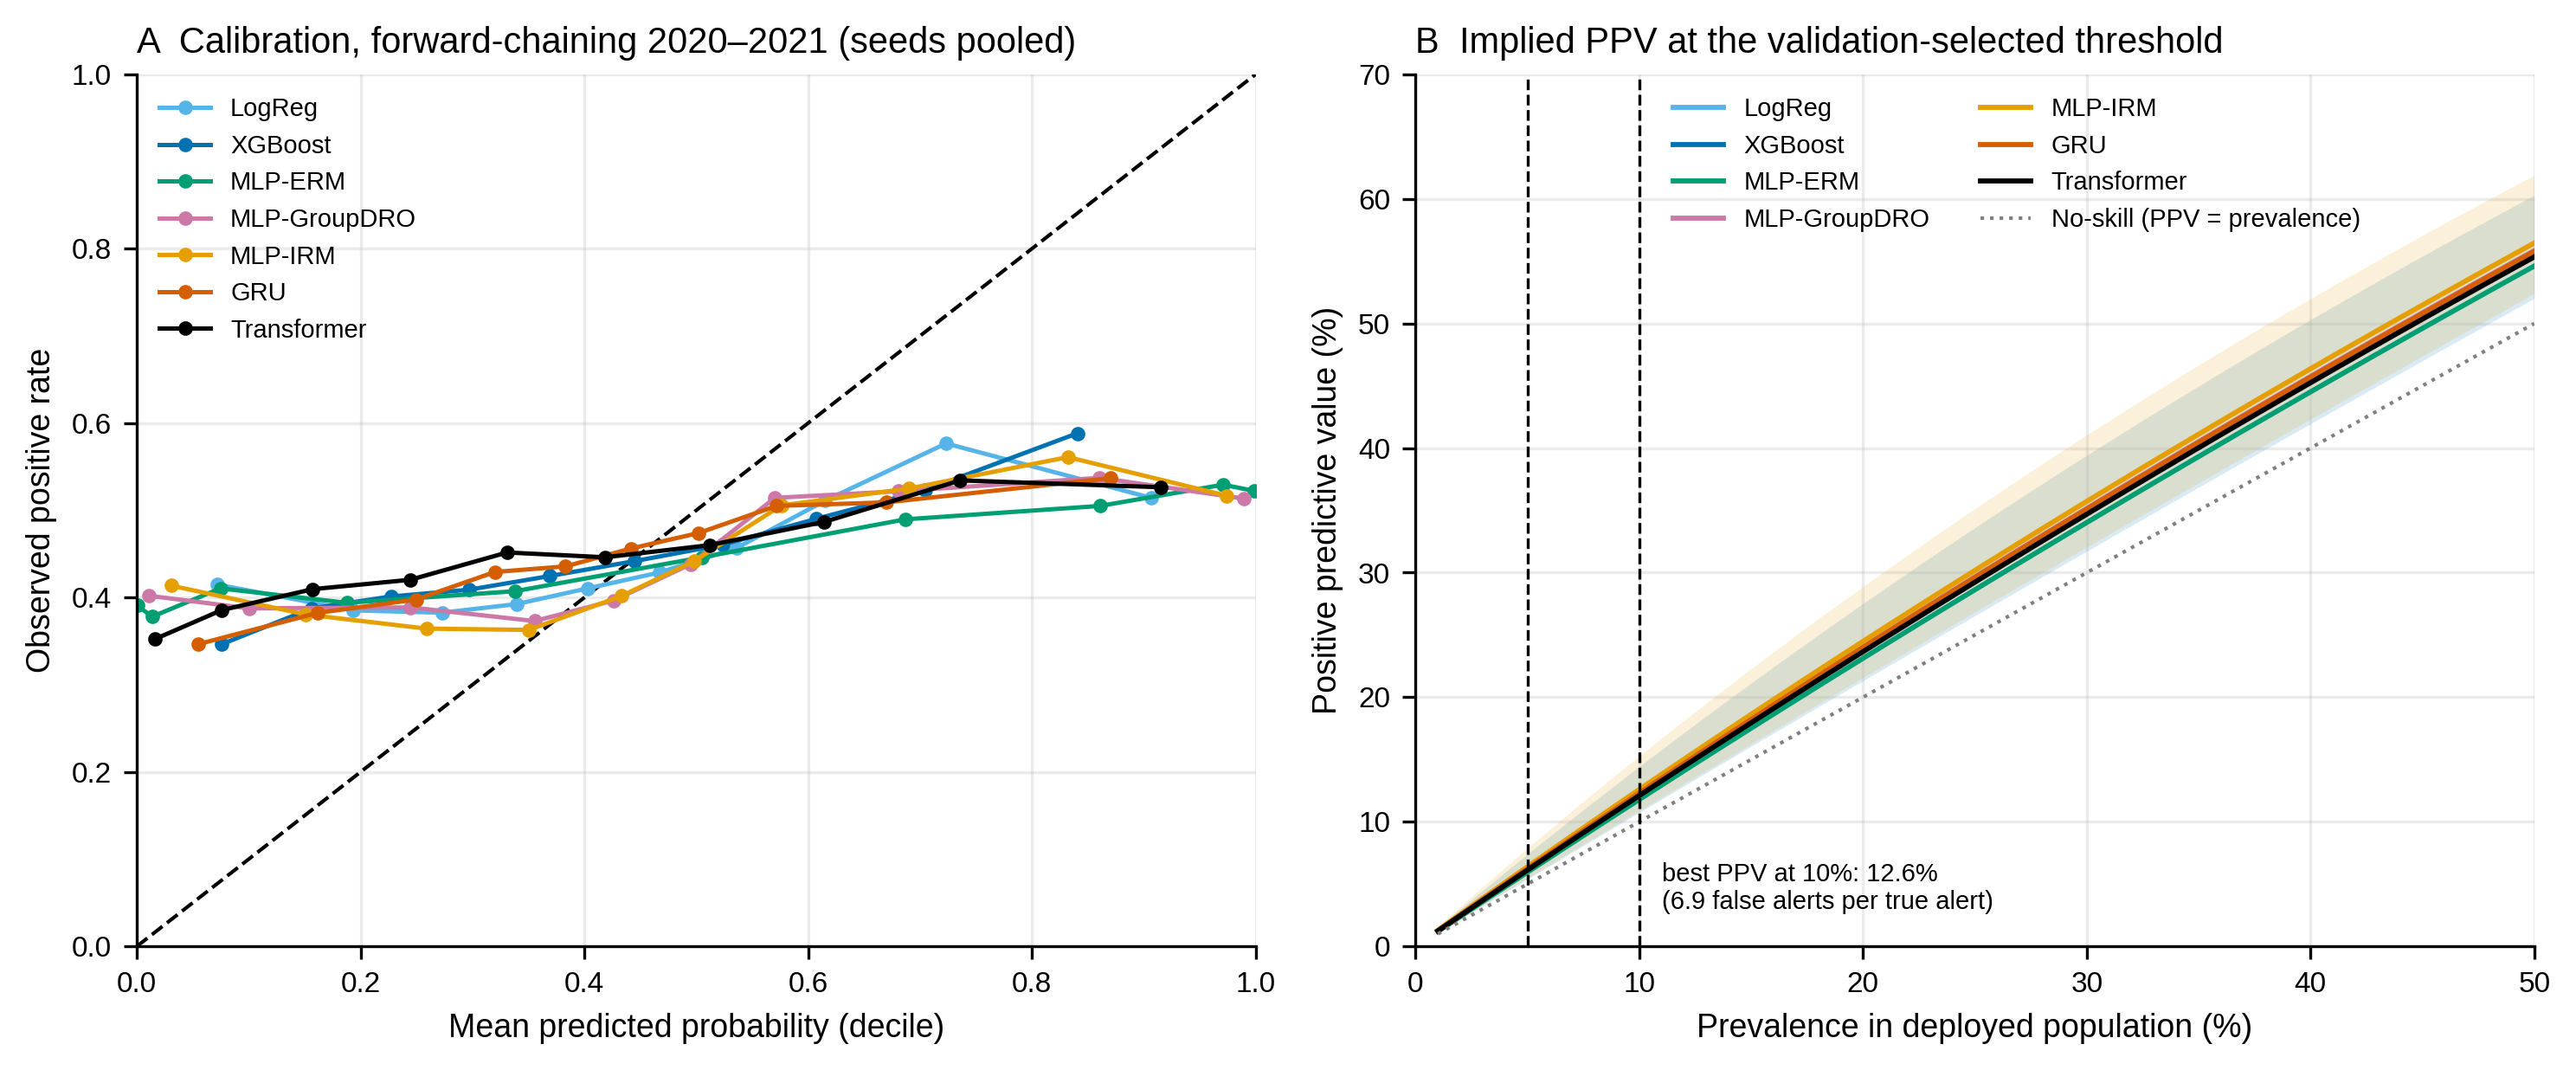 A Calibration, forward-chaining 2020–2021 (seeds pooled)
1.0
0.8
0.6
0.4
0.2
0.0
Observed positive rate
LogReg
XGBoost
MLP-ERM
MLP-GroupDRO
MLP-IRM
GRU
Transformer
0.0 0.2 0.4 0.6 0.8 1.0
Mean predicted probability (decile)
B Implied PPV at the validation-selected threshold
70
60
50
40
30
20
10
0
Positive predictive value (%)
LogReg
XGBoost
MLP-ERM
MLP-GroupDRO
MLP-IRM
GRU
Transformer
No-skill (PPV = prevalence)
best PPV at 10%: 12.6%
(6.9 false alerts per true alert)
0 10 20 30 40 50
Prevalence in deployed population (%)